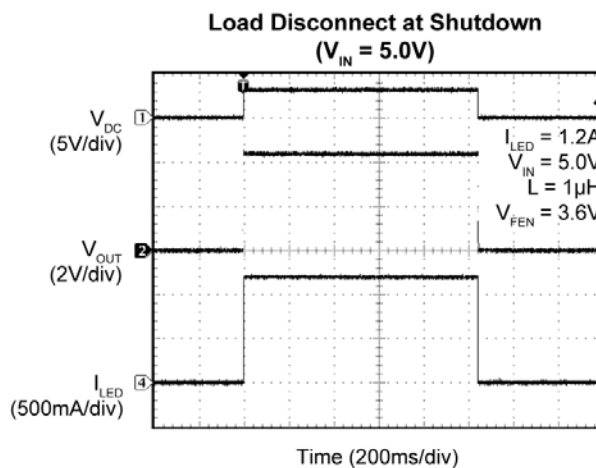 Load Disconnect at Shutdown
(V_IN = 5.0V)
T
V_DC
(5V/div)
1
I_LED = 1.2A
V_IN = 5.0V
L = 1µH
V_FEN = 3.6V
V_OUT
(2V/div)
2
I_LED
(500mA/div)
4
Time (200ms/div)